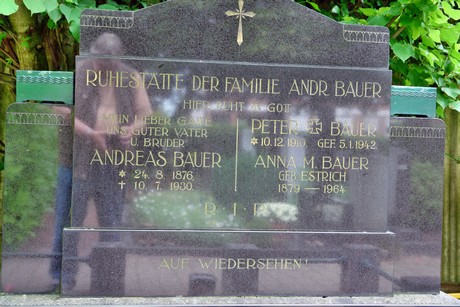 RUHESTÄTTE DER FAMILIE ANDR. BAUER
HIER RUHT IN GOTT
MEIN LIEBER GATTE
UNS. GUTER VATER
U. BRUDER
ANDREAS BAUER
* 24. 8. 1876
† 10. 7. 1930.
PETER BAUER
* 10.12.1910. GEF. 5.1.1942
ANNA M. BAUER
GEB. ESTRICH
1879 – 1964
R. I. P.
AUF WIEDERSEHEN!